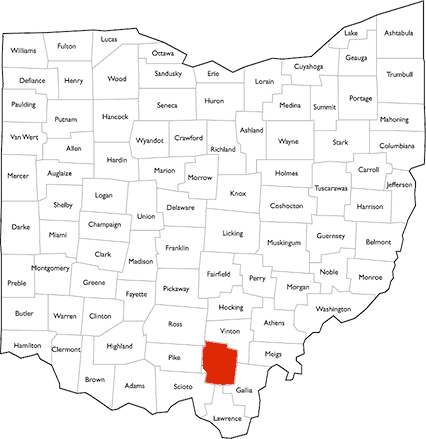 Williams
Fulton
Lucas
Ottawa
Lake
Ashtabula
Geauga
Cuyahoga
Defiance
Henry
Wood
Sandusky
Erie
Lorain
Trumbull
Paulding
Putnam
Hancock
Seneca
Huron
Medina
Summit
Portage
Mahoning
Van Wert
Allen
Wyandot
Crawford
Richland
Ashland
Wayne
Stark
Columbiana
Hardin
Mercer
Auglaize
Marion
Morrow
Holmes
Carroll
Jefferson
Tuscarawas
Logan
Knox
Shelby
Union
Delaware
Coshocton
Harrison
Darke
Miami
Champaign
Licking
Muskingum
Guernsey
Belmont
Clark
Madison
Franklin
Montgomery
Preble
Greene
Fayette
Pickaway
Fairfield
Perry
Morgan
Noble
Monroe
Butler
Warren
Clinton
Ross
Hocking
Athens
Washington
Vinton
Hamilton
Clermont
Highland
Pike
Meigs
Brown
Adams
Scioto
Gallia
Lawrence